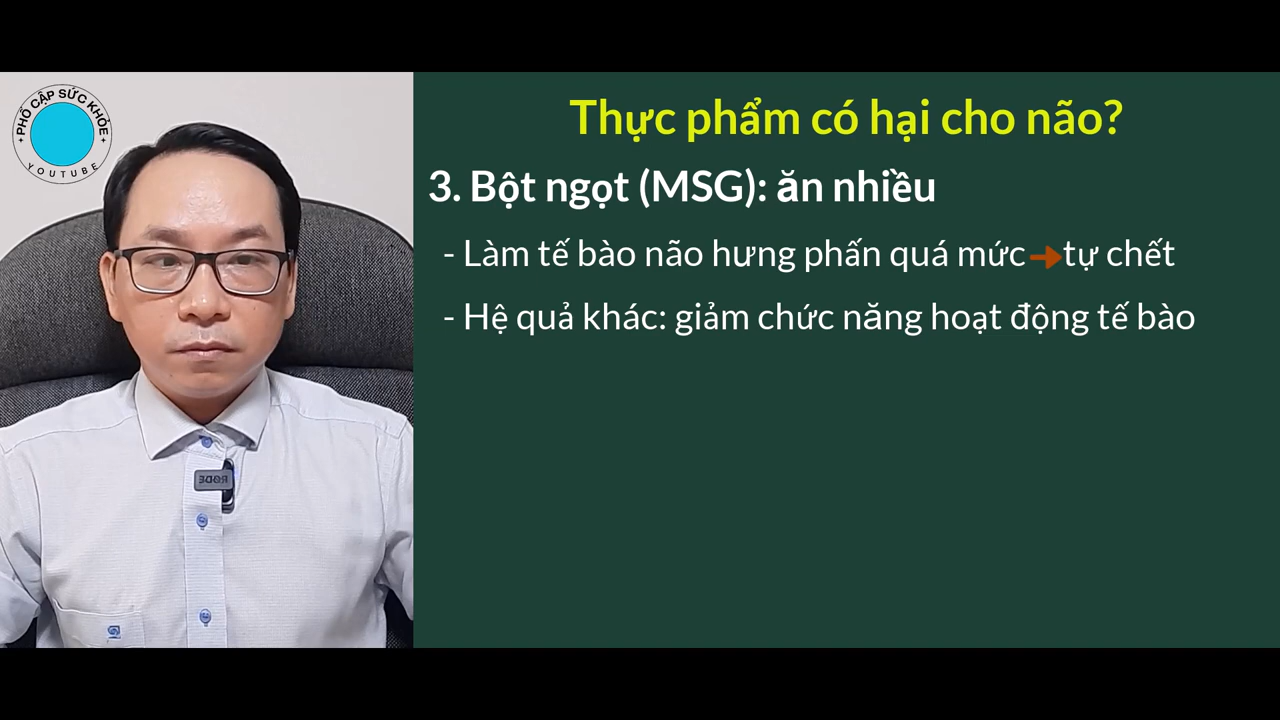 PHỔ CẬP SỨC KHỎE
YOUTUBE
Thực phẩm có hại cho não?
3. Bột ngọt (MSG): ăn nhiều
- Làm tế bào não hưng phấn quá mức➡tự chết
- Hệ quả khác: giảm chức năng hoạt động tế bào
RODE